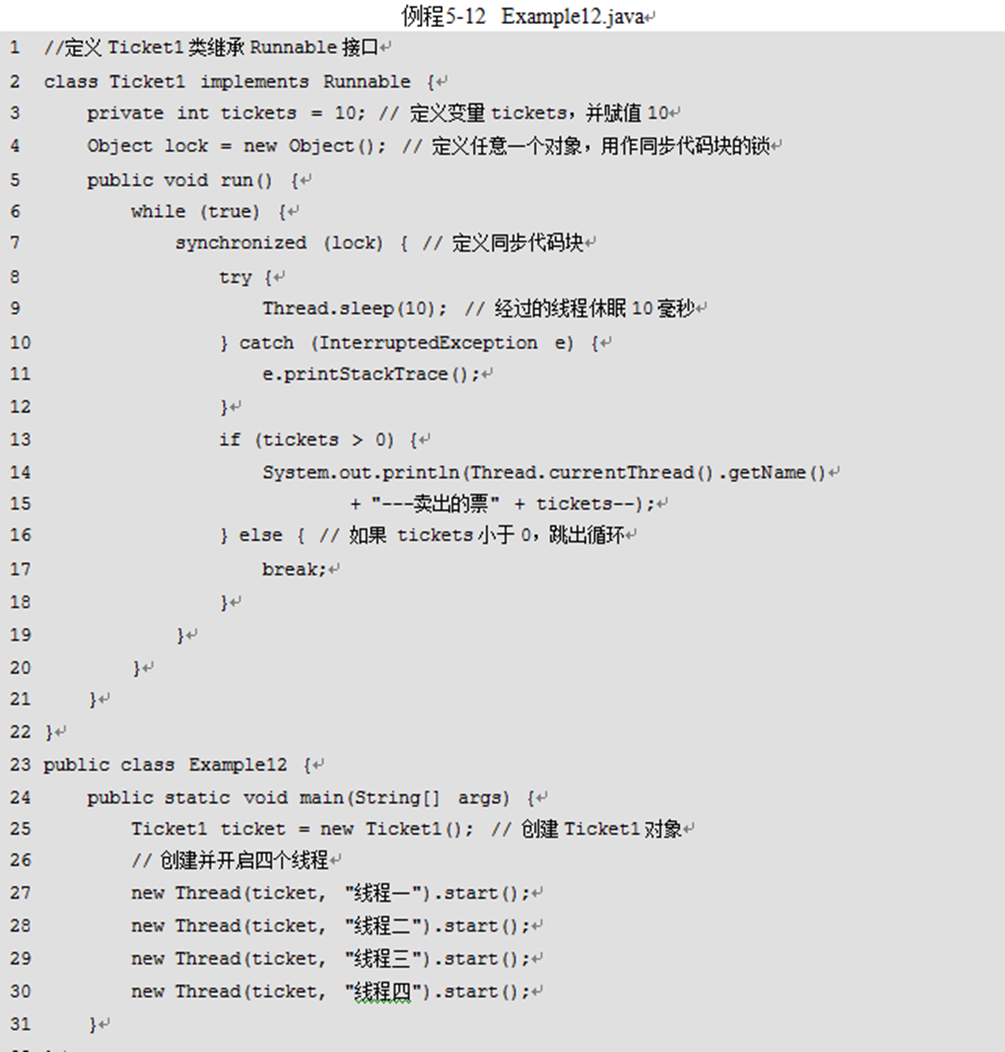 例程5-12 Example12.java↵
1 //定义 Ticket1 类继承 Runnable 接口↵
2 class Ticket1 implements Runnable {↵
3     private int tickets = 10; // 定义变量 tickets，并赋值 10↵
4     Object lock = new Object(); // 定义任意一个对象，用作同步代码块的锁↵
5     public void run() {↵
6         while (true) {↵
7             synchronized (lock) { // 定义同步代码块↵
8                 try {↵
9                     Thread.sleep(10); // 经过的线程休眠 10 毫秒↵
10                 } catch (InterruptedException e) {↵
11                     e.printStackTrace();↵
12                 }↵
13                 if (tickets > 0) {↵
14                     System.out.println(Thread.currentThread().getName()↵
15                             + "---卖出的票" + tickets--);↵
16                 } else { // 如果 tickets 小于 0，跳出循环↵
17                     break;↵
18                 }↵
19             }↵
20         }↵
21     }↵
22 }↵
23 public class Example12 {↵
24     public static void main(String[] args) {↵
25         Ticket1 ticket = new Ticket1(); // 创建 Ticket1 对象↵
26         // 创建并开启四个线程↵
27         new Thread(ticket, "线程一").start();↵
28         new Thread(ticket, "线程二").start();↵
29         new Thread(ticket, "线程三").start();↵
30         new Thread(ticket, "线程四").start();↵
31     }↵